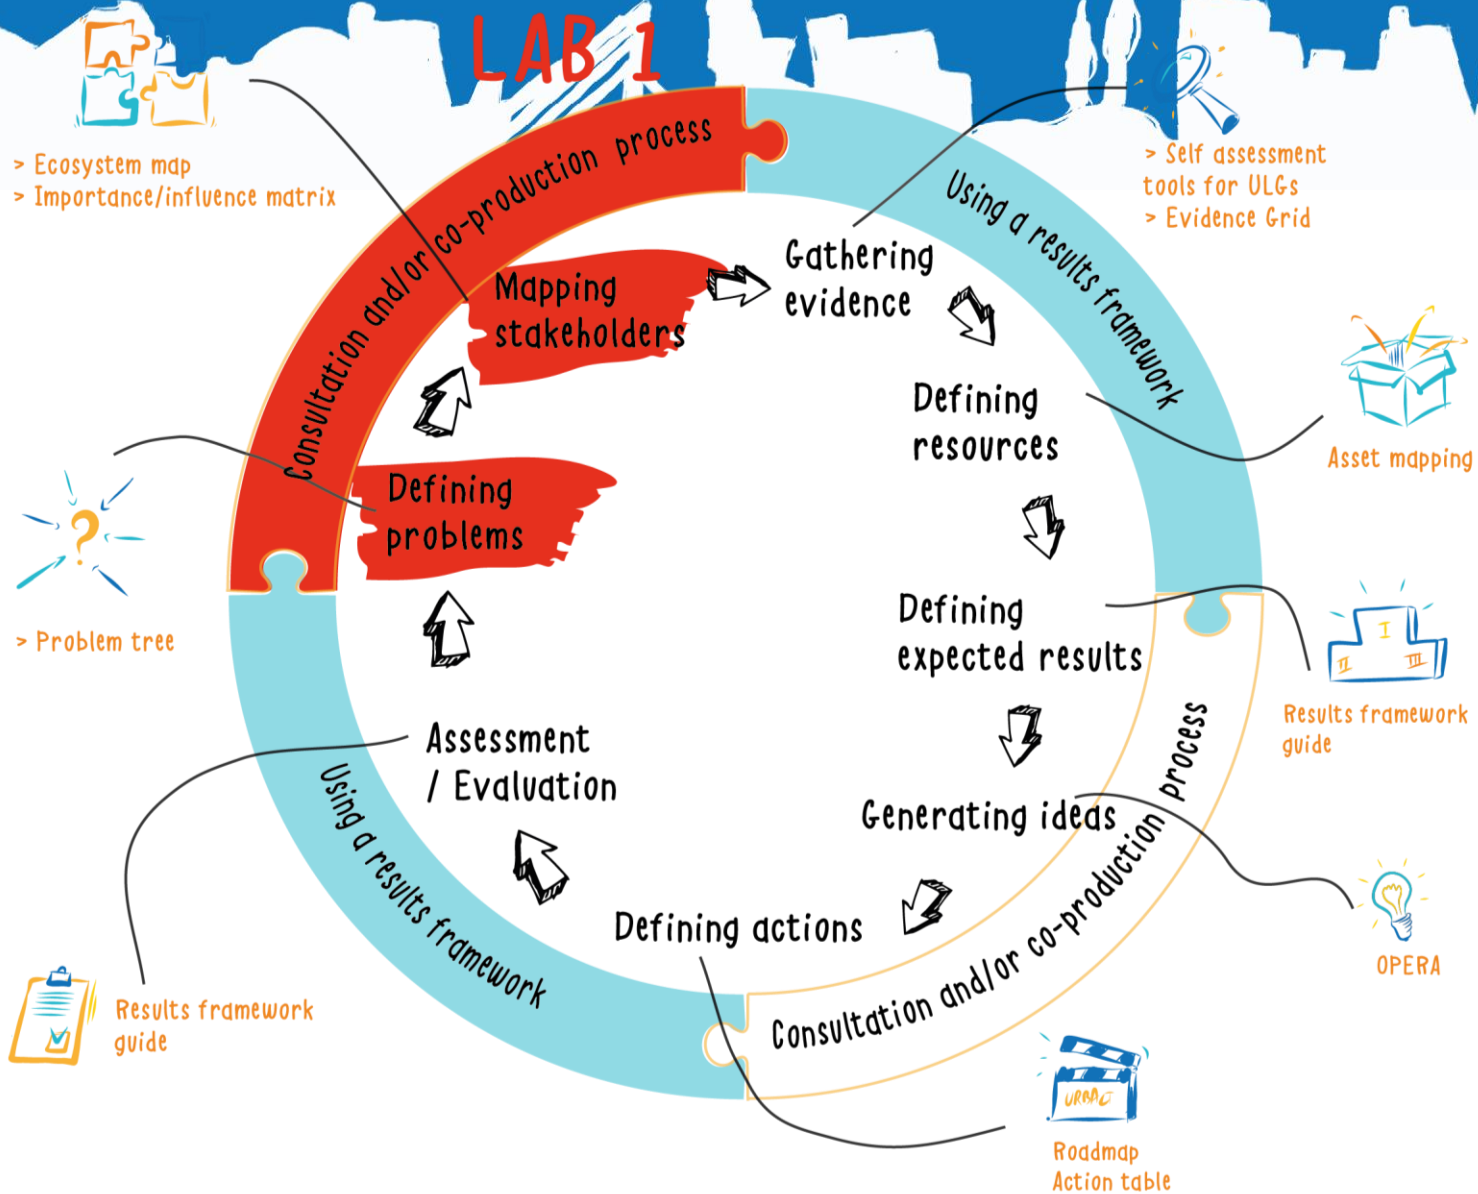 LAB 1
> Ecosystem map
> Importance/influence matrix
> Self assessment
tools for ULGs
> Evidence Grid
Consultation and/or co-production process
Using a results framework
Mapping
stakeholders
Gathering
evidence
Defining
resources
Asset mapping
Defining
problems
> Problem tree
Defining
expected results
I
II
III
Results framework
guide
Assessment
/ Evaluation
Generating ideas
Defining actions
OPERA
Using a results framework
Consultation and/or co-production process
Results framework
guide
URBACT
Roadmap
Action table
?